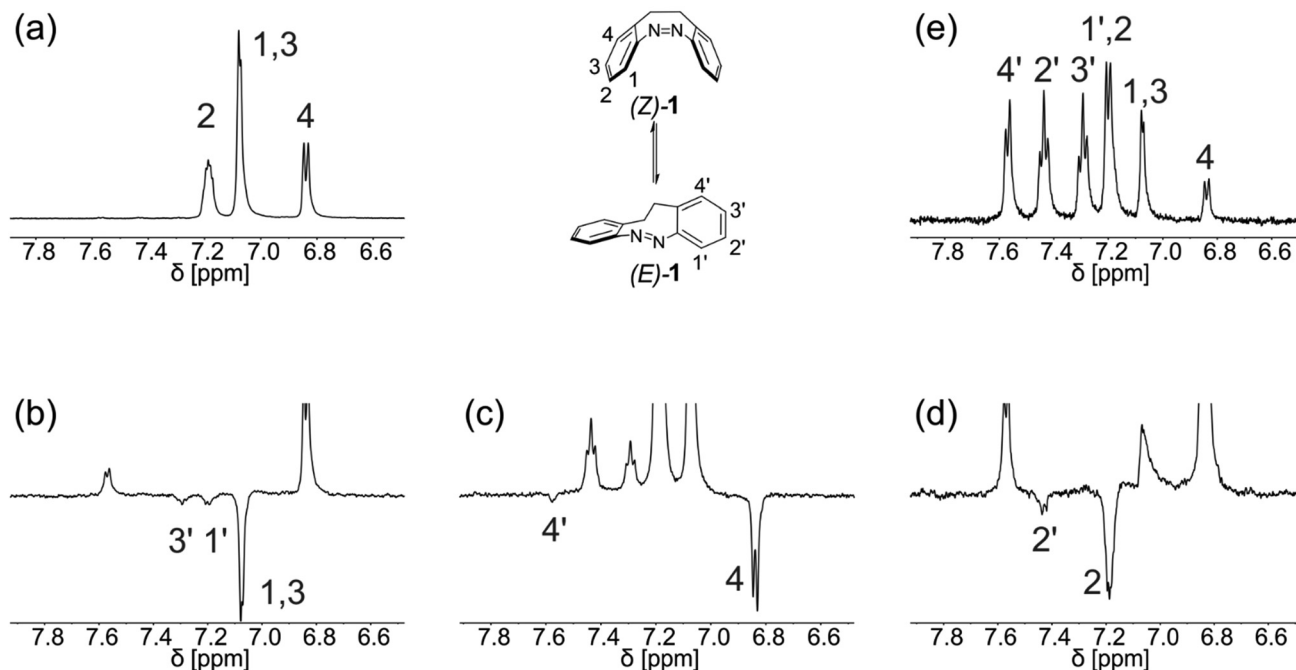 (a)
1,3
2
4
7.8 7.6 7.4 7.2 7.0 6.8 6.6
δ [ppm]
4
N=N
3
2
1
(Z)-1
4'
3'
N=N
2'
1'
(E)-1
(e)
1',2
4' 2' 3' 1,3
4
7.8 7.6 7.4 7.2 7.0 6.8 6.6
δ [ppm]
(b)
3' 1'
1,3
7.8 7.6 7.4 7.2 7.0 6.8 6.6
δ [ppm]
(c)
4'
4
7.8 7.6 7.4 7.2 7.0 6.8 6.6
δ [ppm]
(d)
2'
2
7.8 7.6 7.4 7.2 7.0 6.8 6.6
δ [ppm]